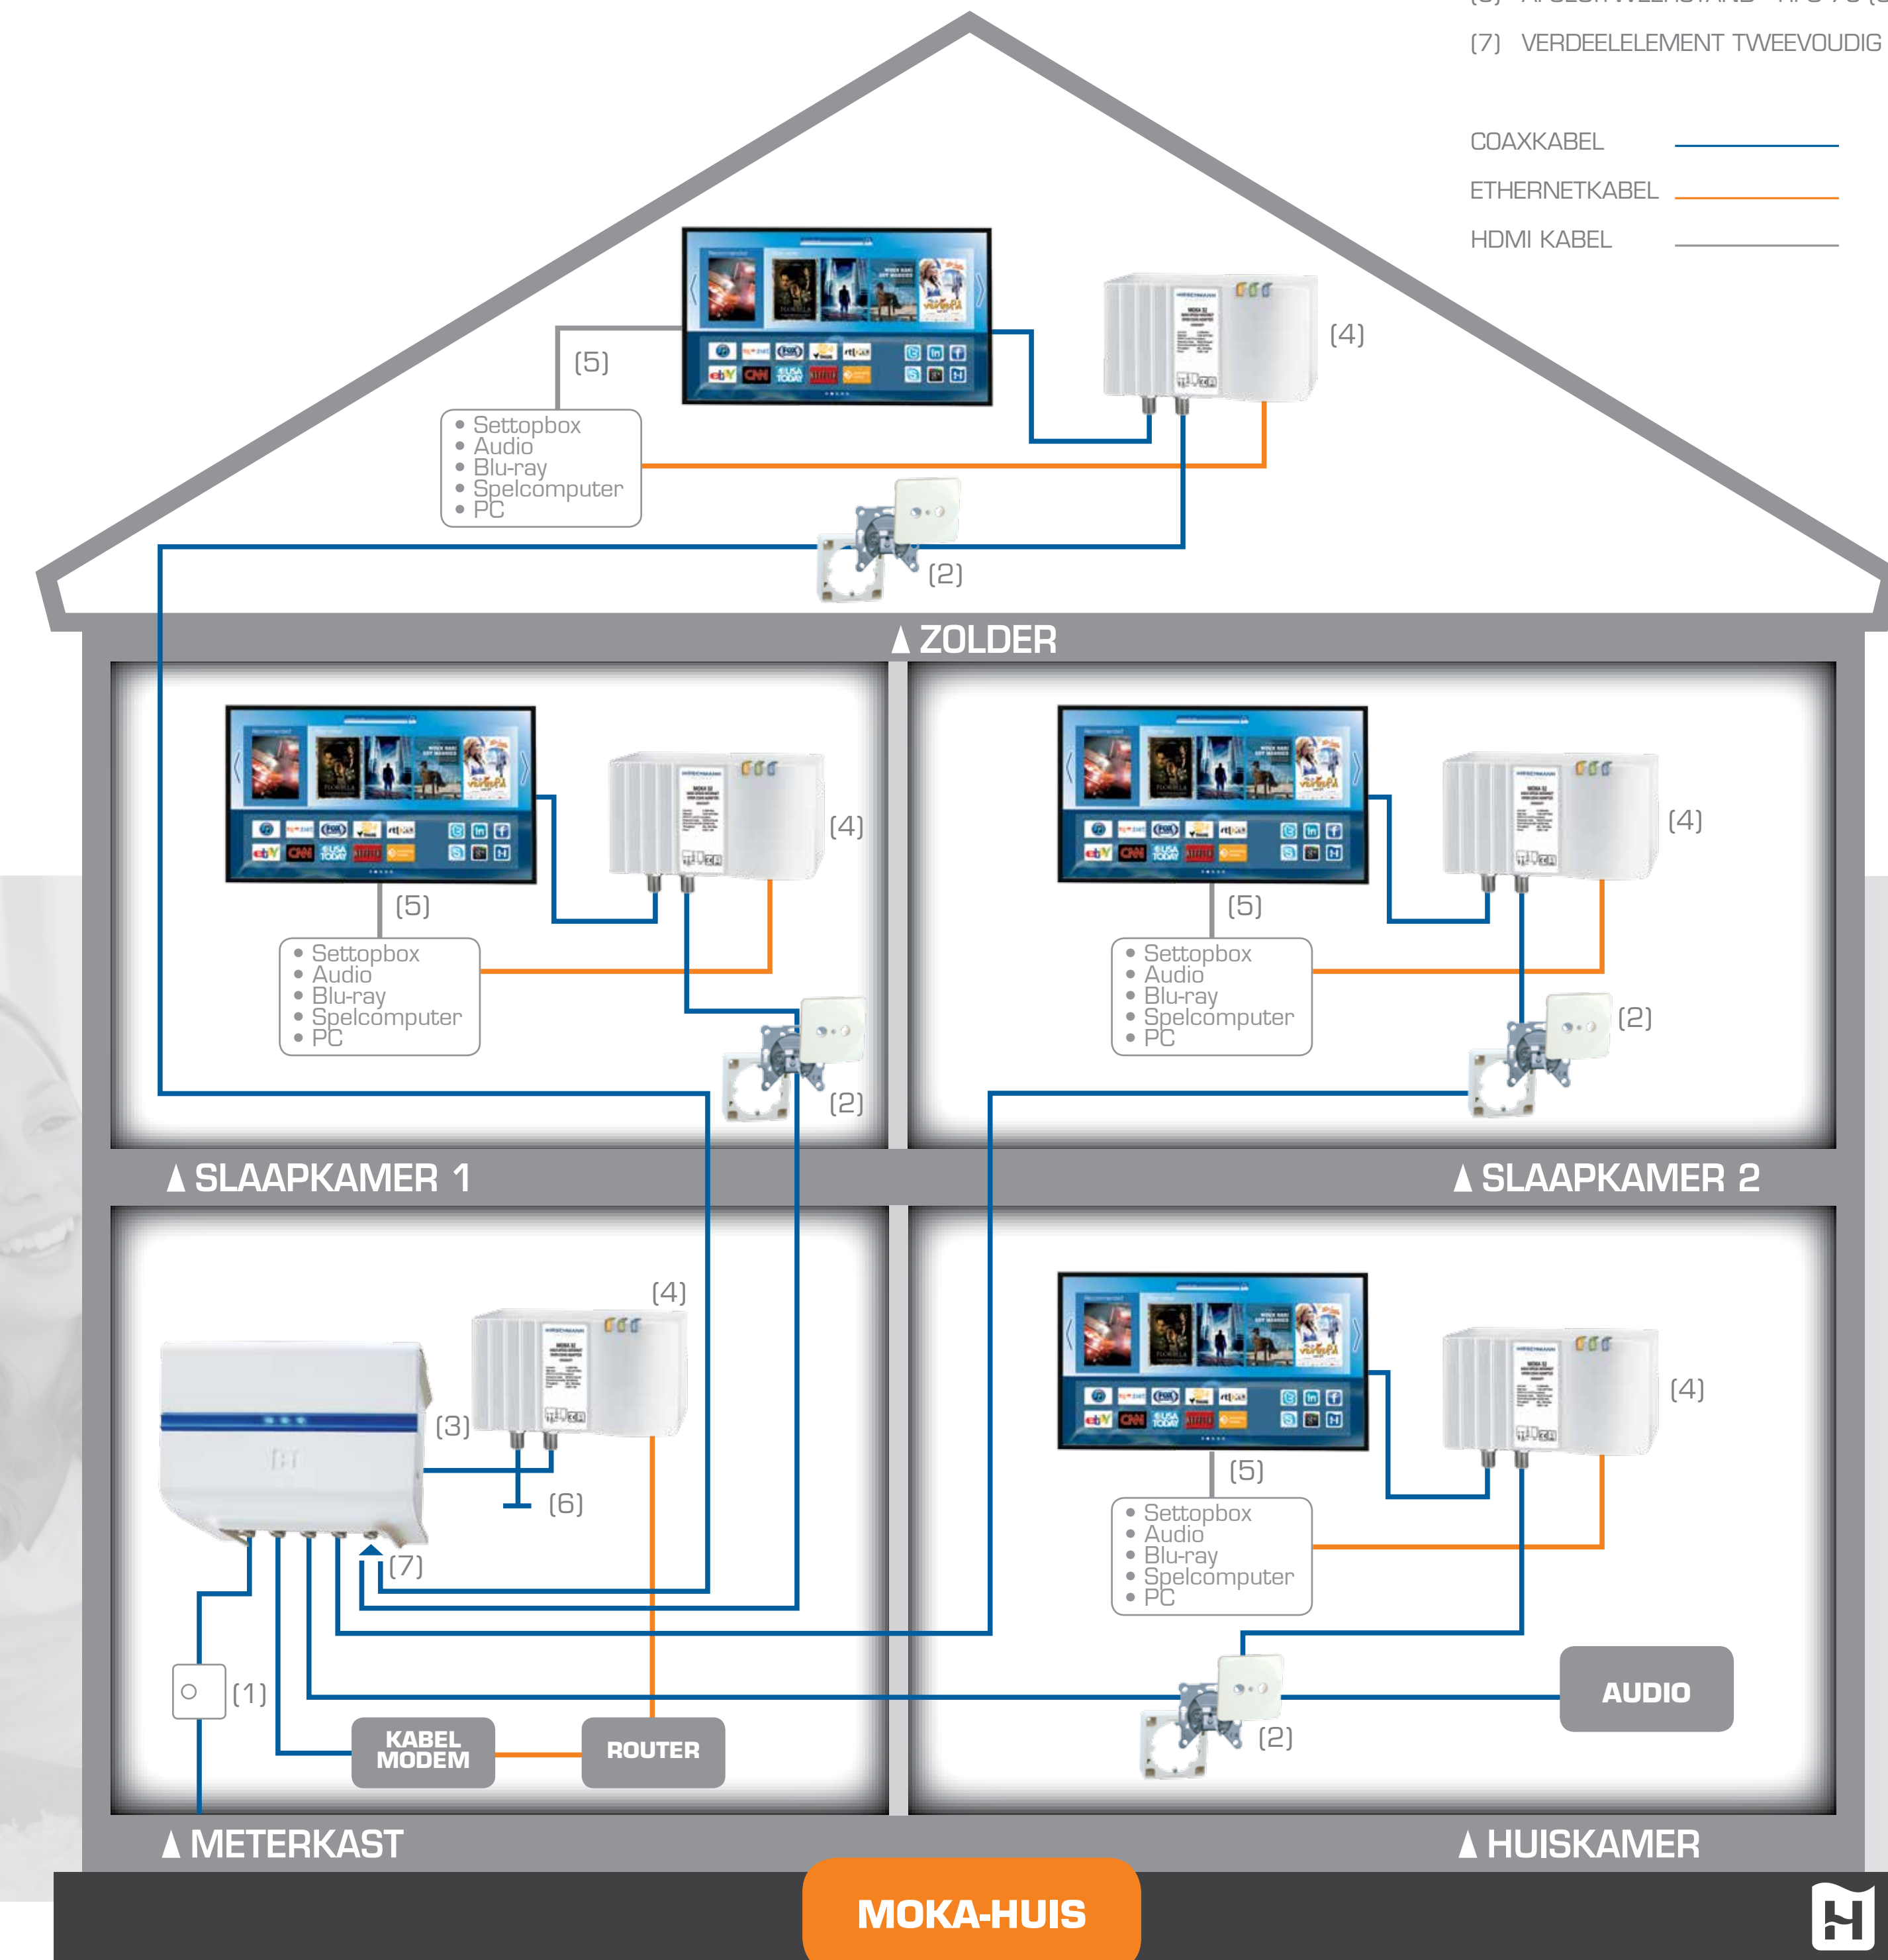 (7) VERDEELELEMENT TWEEVOUDIG
COAXKABEL
ETHERNETKABEL
HDMI KABEL
(4)
(5)
• Settopbox
• Audio
• Blu-ray
• Spelcomputer
• PC
(2)
ZOLDER
(4)
(5)
• Settopbox
• Audio
• Blu-ray
• Spelcomputer
• PC
(2)
(4)
(5)
• Settopbox
• Audio
• Blu-ray
• Spelcomputer
• PC
(2)
SLAAPKAMER 1
SLAAPKAMER 2
(4)
(3)
(6)
(7)
(1)
KABEL
MODEM
ROUTER
(4)
(5)
• Settopbox
• Audio
• Blu-ray
• Spelcomputer
• PC
AUDIO
(2)
METERKAST
HUISKAMER
MOKA-HUIS
H